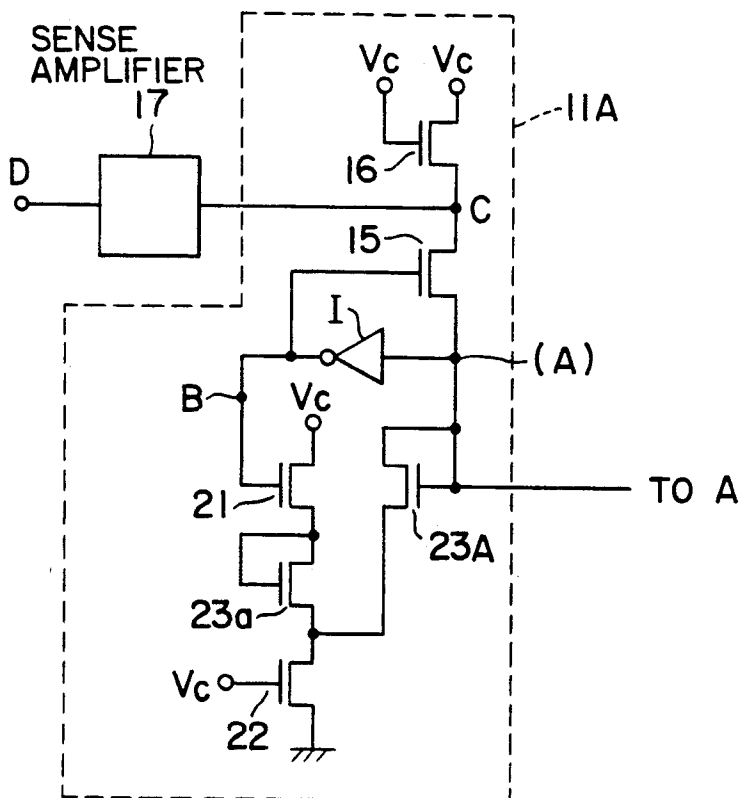 SENSE
AMPLIFIER
17
Vc Vc
11A
16
D
C
15
I
(A)
B
Vc
21
TO A
23A
23a
Vc
22